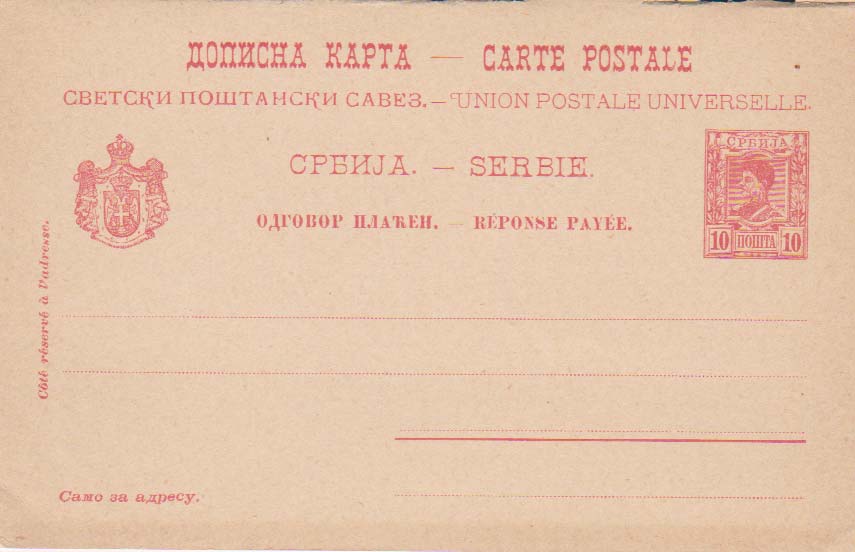 ДОПИСНА КАРТА — CARTE POSTALE
СВЕТСКИ ПОШТАНСКИ САВЕЗ. — UNION POSTALE UNIVERSELLE.
СРБИЈА. — SERBIE.
ОДГОВОР ПЛАЋЕН. — RÉPONSE PAYÉE.
СРБИЈА
10 ПОШТА 10
Côté réservé à l'adresse.
Само за адресу.